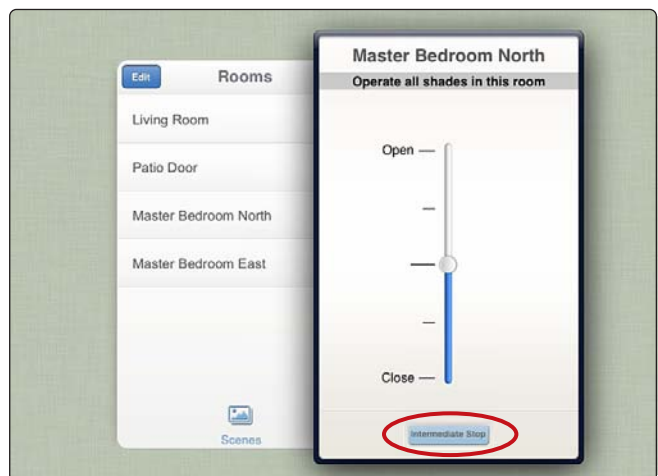 Edit
Rooms
Living Room
Patio Door
Master Bedroom North
Master Bedroom East
Scenes
Master Bedroom North
Operate all shades in this room
Open
Close
Intermediate Stop